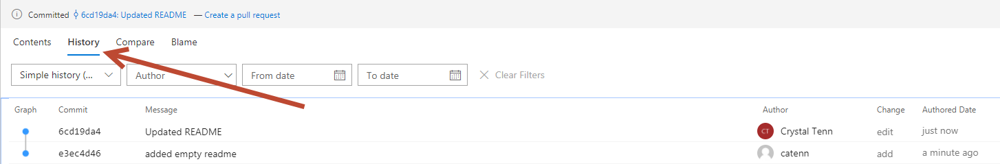 Committed 6cd19da4: Updated README — Create a pull request
Contents History Compare Blame
Simple history (... Author From date To date Clear Filters
Graph Commit Message Author Change Authored Date
6cd19da4 Updated README CT Crystal Tenn edit just now
e3ec4d46 added empty readme catenn add a minute ago